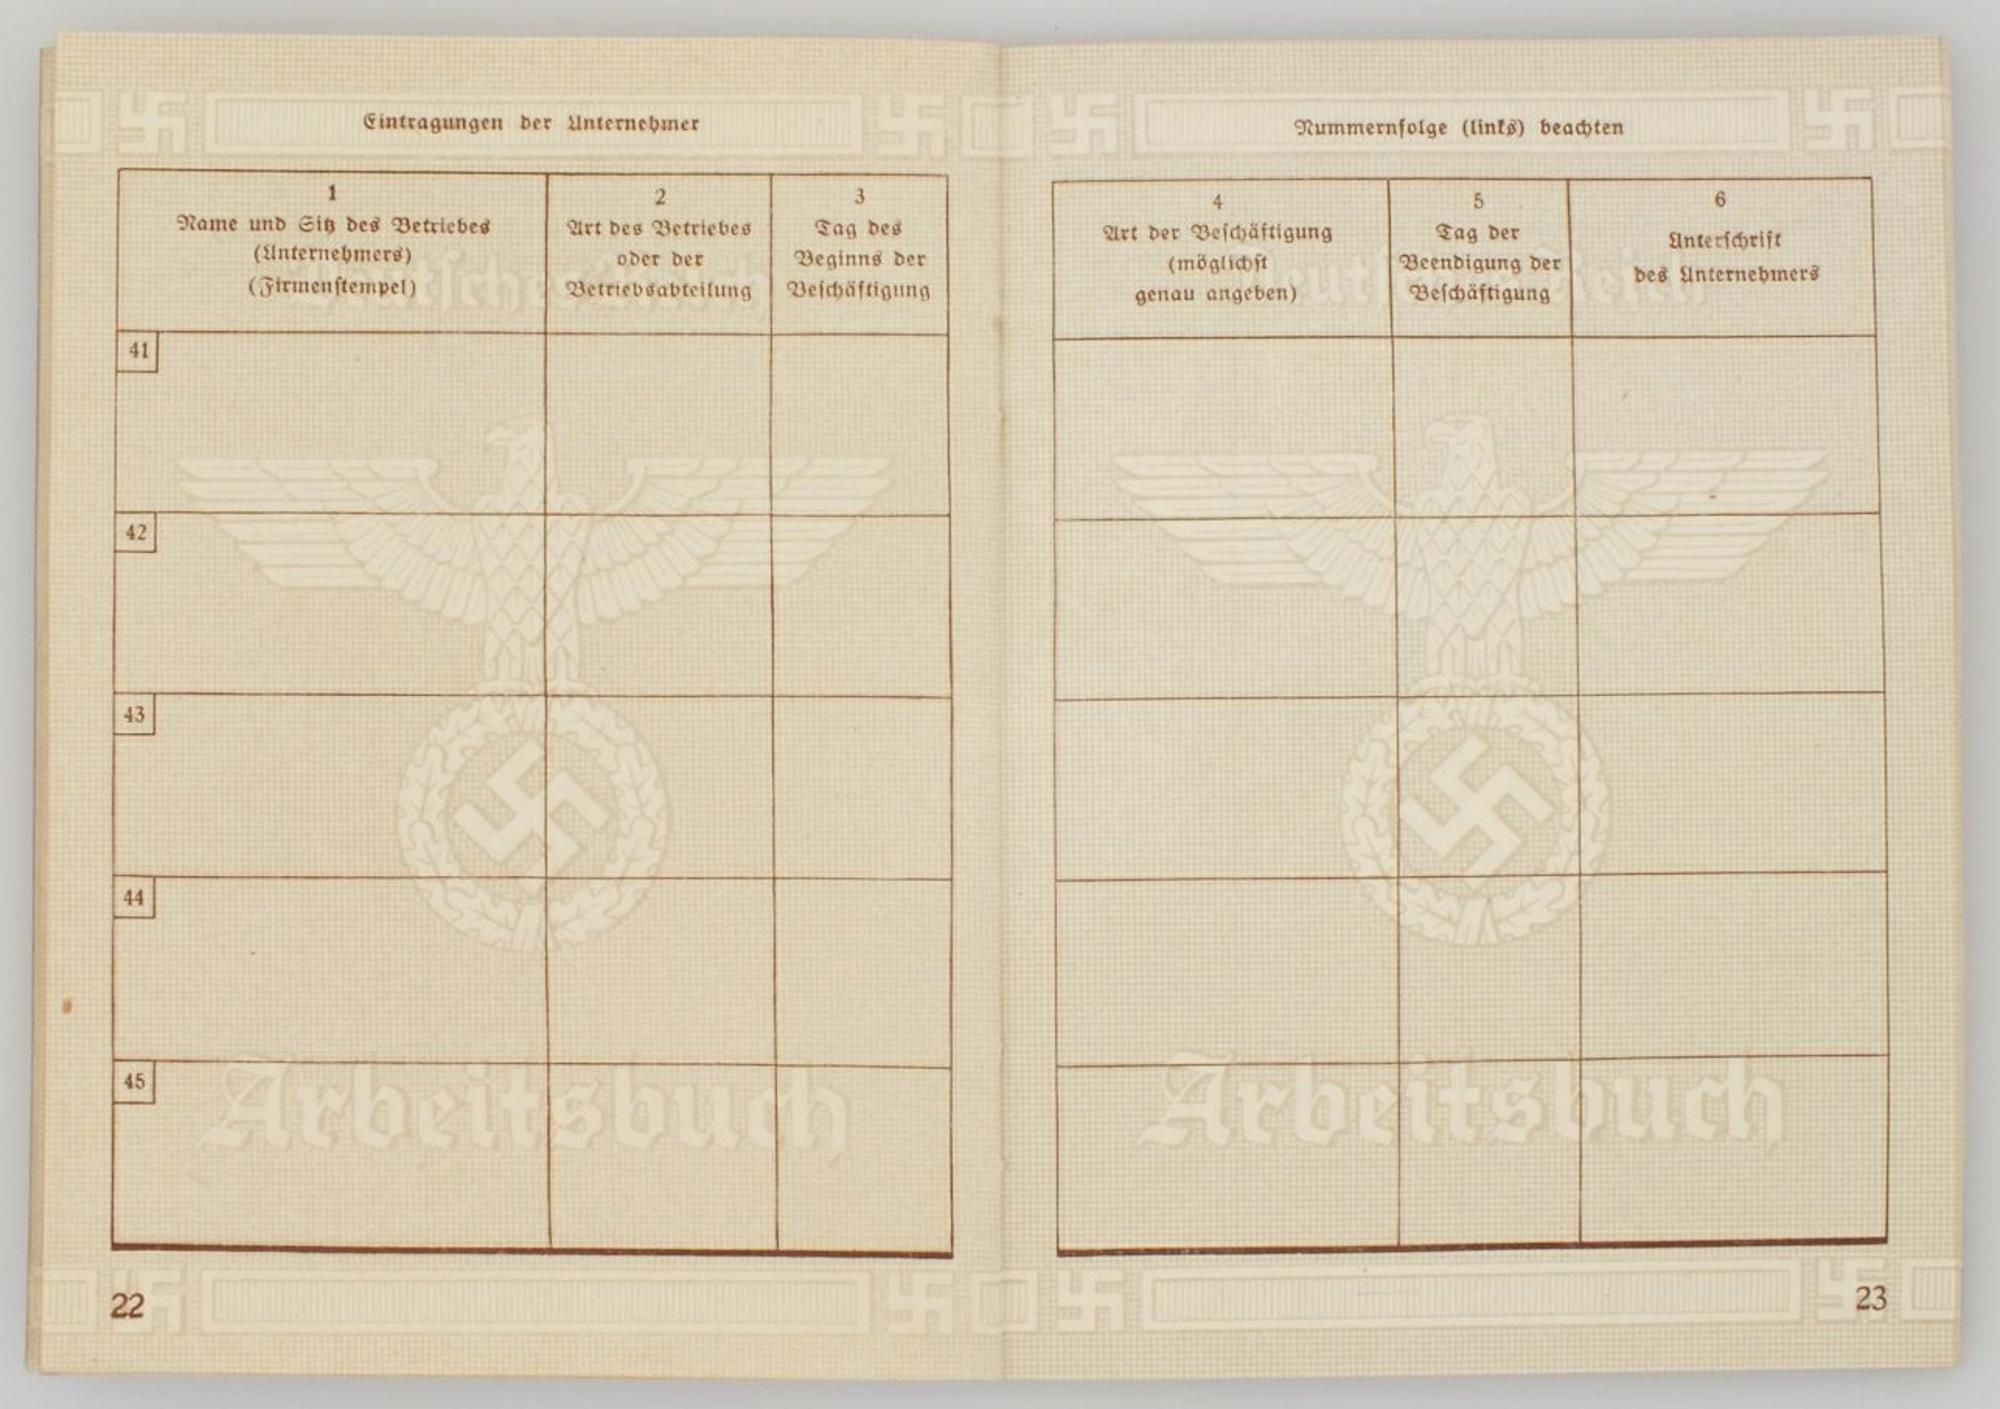 Eintragungen der Unternehmer
1
Name und Sitz des Betriebes
(Unternehmers)
(Firmenstempel)
2
Art des Betriebes
oder der
Betriebsabteilung
3
Tag des
Beginns der
Beschäftigung
41
42
43
44
45
Arbeitsbuch
22
Nummernfolge (links) beachten
4
Art der Beschäftigung
(möglichst
genau angeben)
5
Tag der
Beendigung der
Beschäftigung
6
Unterschrift
des Unternehmers
Arbeitsbuch
23